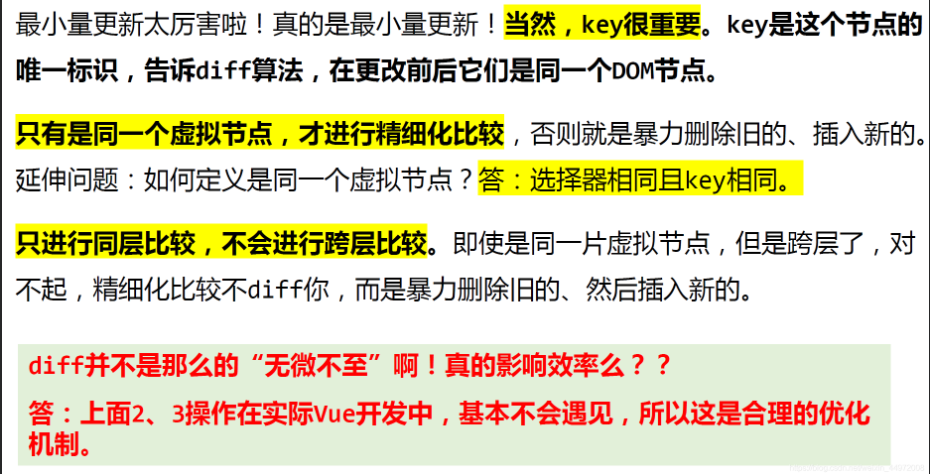 最小量更新太厉害啦！真的是最小量更新！当然，key很重要。key是这个节点的
唯一标识，告诉diff算法，在更改前后它们是同一个DOM节点。
只有是同一个虚拟节点，才进行精细化比较，否则就是暴力删除旧的、插入新的。
延伸问题：如何定义是同一个虚拟节点？答：选择器相同且key相同。
只进行同层比较，不会进行跨层比较。即使是同一片虚拟节点，但是跨层了，对
不起，精细化比较不diff你，而是暴力删除旧的、然后插入新的。
diff并不是那么的“无微不至”啊！真的影响效率么？？
答：上面2、3操作在实际Vue开发中，基本不会遇见，所以这是合理的优化
机制。